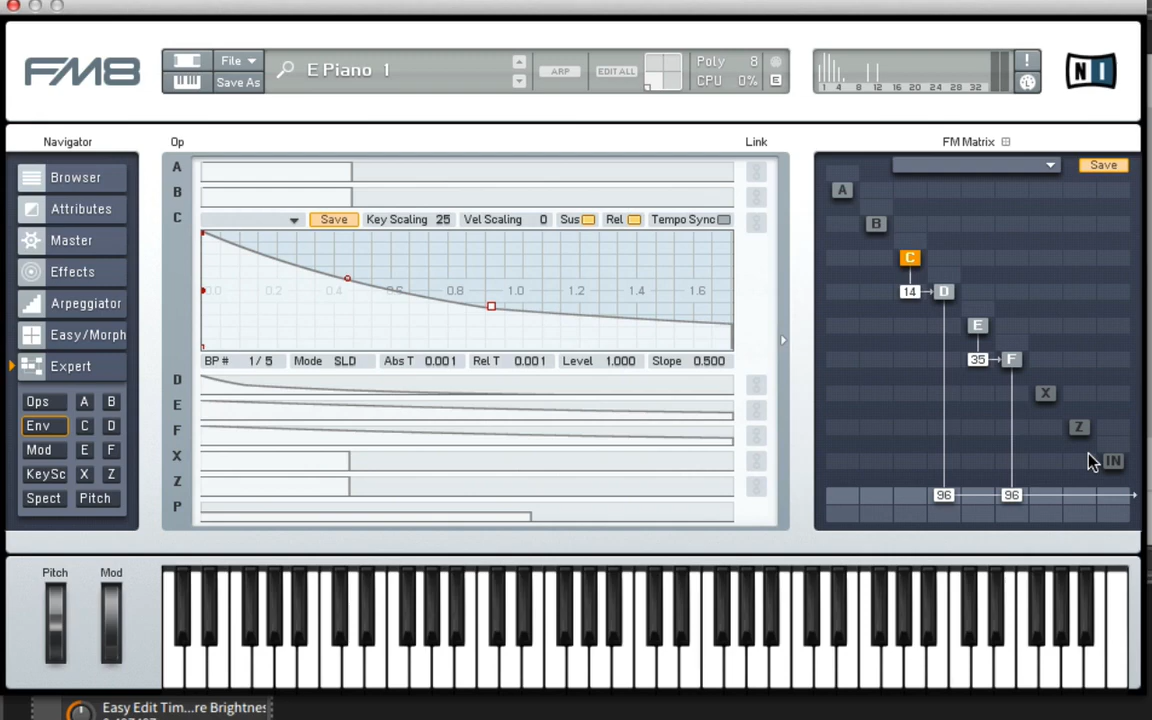 FM8
File
Save As
E Piano 1
ARP
EDIT ALL
Poly 8
CPU 0%
E
1 4 8 12 16 20 24 28 32
!
NI
Navigator
Browser
Attributes
Master
Effects
Arpeggiator
Easy/Morph
Expert
Ops A B
Env C D
Mod E F
KeySc X Z
Spect Pitch
Op
Link
A
B
C
Save Key Scaling 25 Vel Scaling 0 Sus Rel Tempo Sync
0.0 0.2 0.4 0.6 0.8 1.0 1.2 1.4 1.6
BP # 1 / 5 Mode SLD Abs T 0.001 Rel T 0.001 Level 1.000 Slope 0.500
D
E
F
X
Z
P
FM Matrix
Save
A
B
C
14 D
E
35 F
X
Z
IN
96 96
Pitch Mod
Easy Edit Tim...re Brightnes